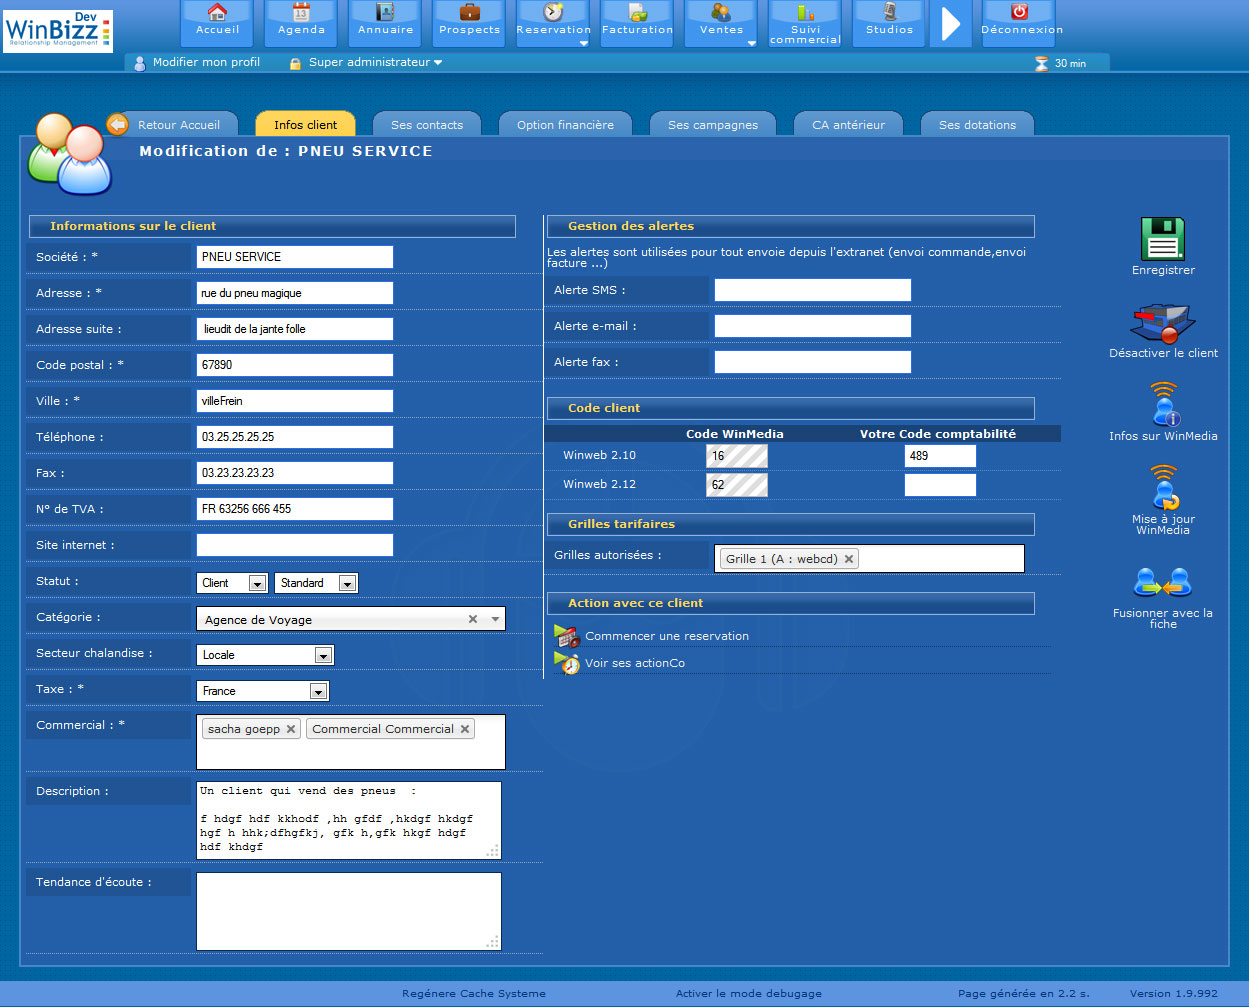 WinBizz Dev
Relationship Management
Accueil
Agenda
Annuaire
Prospects
Reservation
Facturation
Ventes
Suivi
commercial
Studios
Déconnexion
Modifier mon profil
Super administrateur
30 min
Retour Accueil
Infos client
Ses contacts
Option financière
Ses campagnes
CA antérieur
Ses dotations
Modification de : PNEU SERVICE
Informations sur le client
Société : *
PNEU SERVICE
Adresse : *
rue du pneu magique
Adresse suite :
lieudit de la jante folle
Code postal : *
67890
Ville : *
villeFrein
Téléphone :
03.25.25.25.25
Fax :
03.23.23.23.23
N° de TVA :
FR 63256 666 455
Site internet :
Statut :
Client
Standard
Catégorie :
Agence de Voyage
Secteur chalandise :
Locale
Taxe : *
France
Commercial : *
sacha goepp
Commercial Commercial
Description :
Un client qui vend des pneus  :
f hdgf hdf kkhodf ,hh gfdf ,hkdgf hkdgf
hgf h hhk;dfhgfkj, gfk h,gfk hkgf hdgf
hdf khdgf
Tendance d'écoute :
Gestion des alertes
Les alertes sont utilisées pour tout envoie depuis l'extranet (envoi commande,envoi
facture ...)
Alerte SMS :
Alerte e-mail :
Alerte fax :
Code client
Code WinMedia
Votre Code comptabilité
Winweb 2.10
16
489
Winweb 2.12
62
Grilles tarifaires
Grilles autorisées :
Grille 1 (A : webcd)
Action avec ce client
Commencer une reservation
Voir ses actionCo
Enregistrer
Désactiver le client
Infos sur WinMedia
Mise à jour
WinMedia
Fusionner avec la
fiche
Regénere Cache Systeme
Activer le mode debugage
Page générée en 2.2 s.
Version 1.9.992